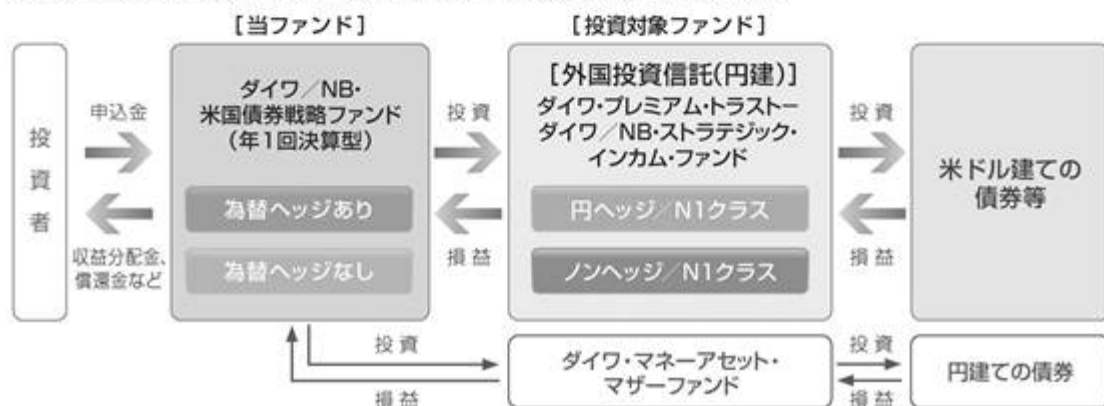 [当ファンド]
[投資対象ファンド]
投資者
申込金
収益分配金、
償還金など
ダイワ／NB・
米国債券戦略ファンド
（年1回決算型）
為替ヘッジあり
為替ヘッジなし
投資
損益
[外国投資信託(円建)]
ダイワ・プレミアム・トラストー
ダイワ／NB・ストラテジック・
インカム・ファンド
円ヘッジ／N1クラス
ノンヘッジ／N1クラス
投資
損益
米ドル建ての
債券等
投資
損益
ダイワ・マネーアセット・
マザーファンド
投資
損益
円建ての債券